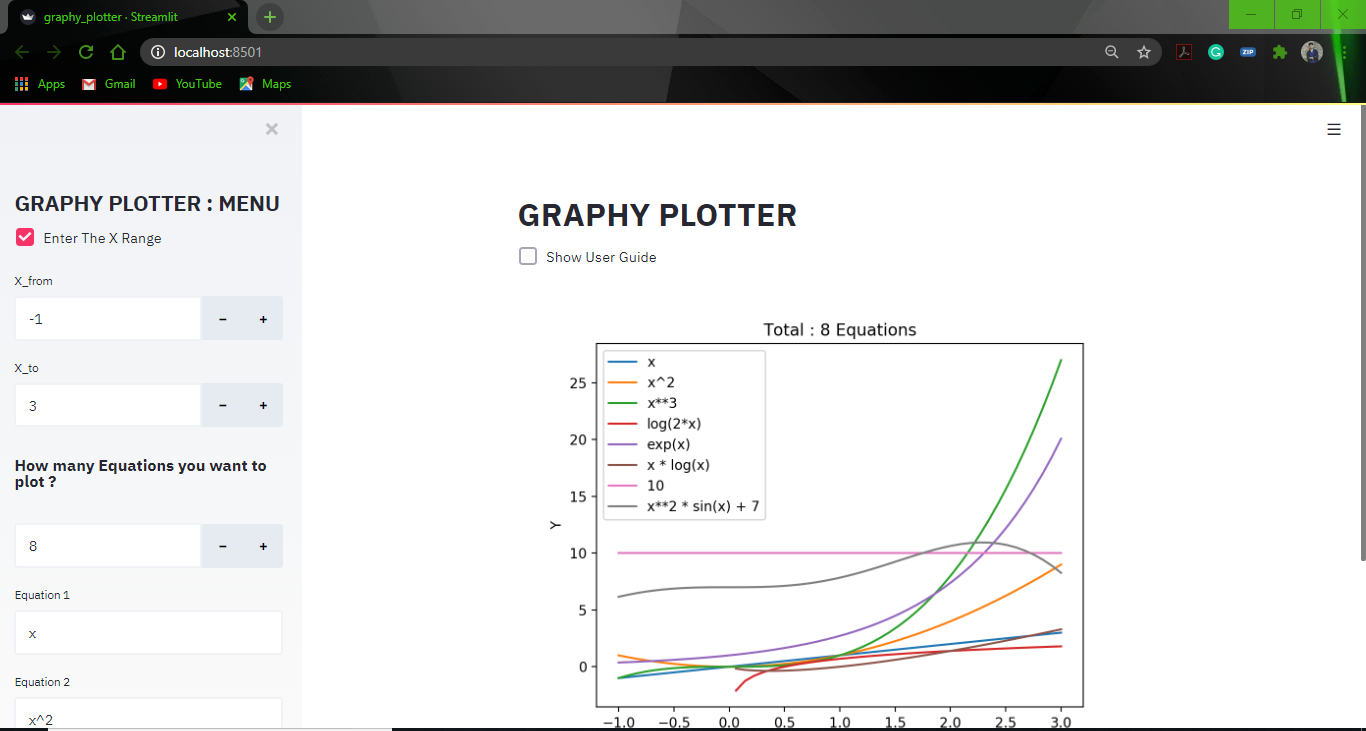 graphy_plotter · Streamlit
localhost:8501
ZIP
Apps
Gmail
YouTube
Maps
GRAPHY PLOTTER : MENU
Enter The X Range
X_from
-1
X_to
3
How many Equations you want to
plot ?
8
Equation 1
x
Equation 2
x^2
GRAPHY PLOTTER
Show User Guide
Total : 8 Equations
x
x^2
x**3
log(2*x)
exp(x)
x * log(x)
10
x**2 * sin(x) + 7
Y
25
20
15
10
5
0
−1.0 −0.5 0.0 0.5 1.0 1.5 2.0 2.5 3.0